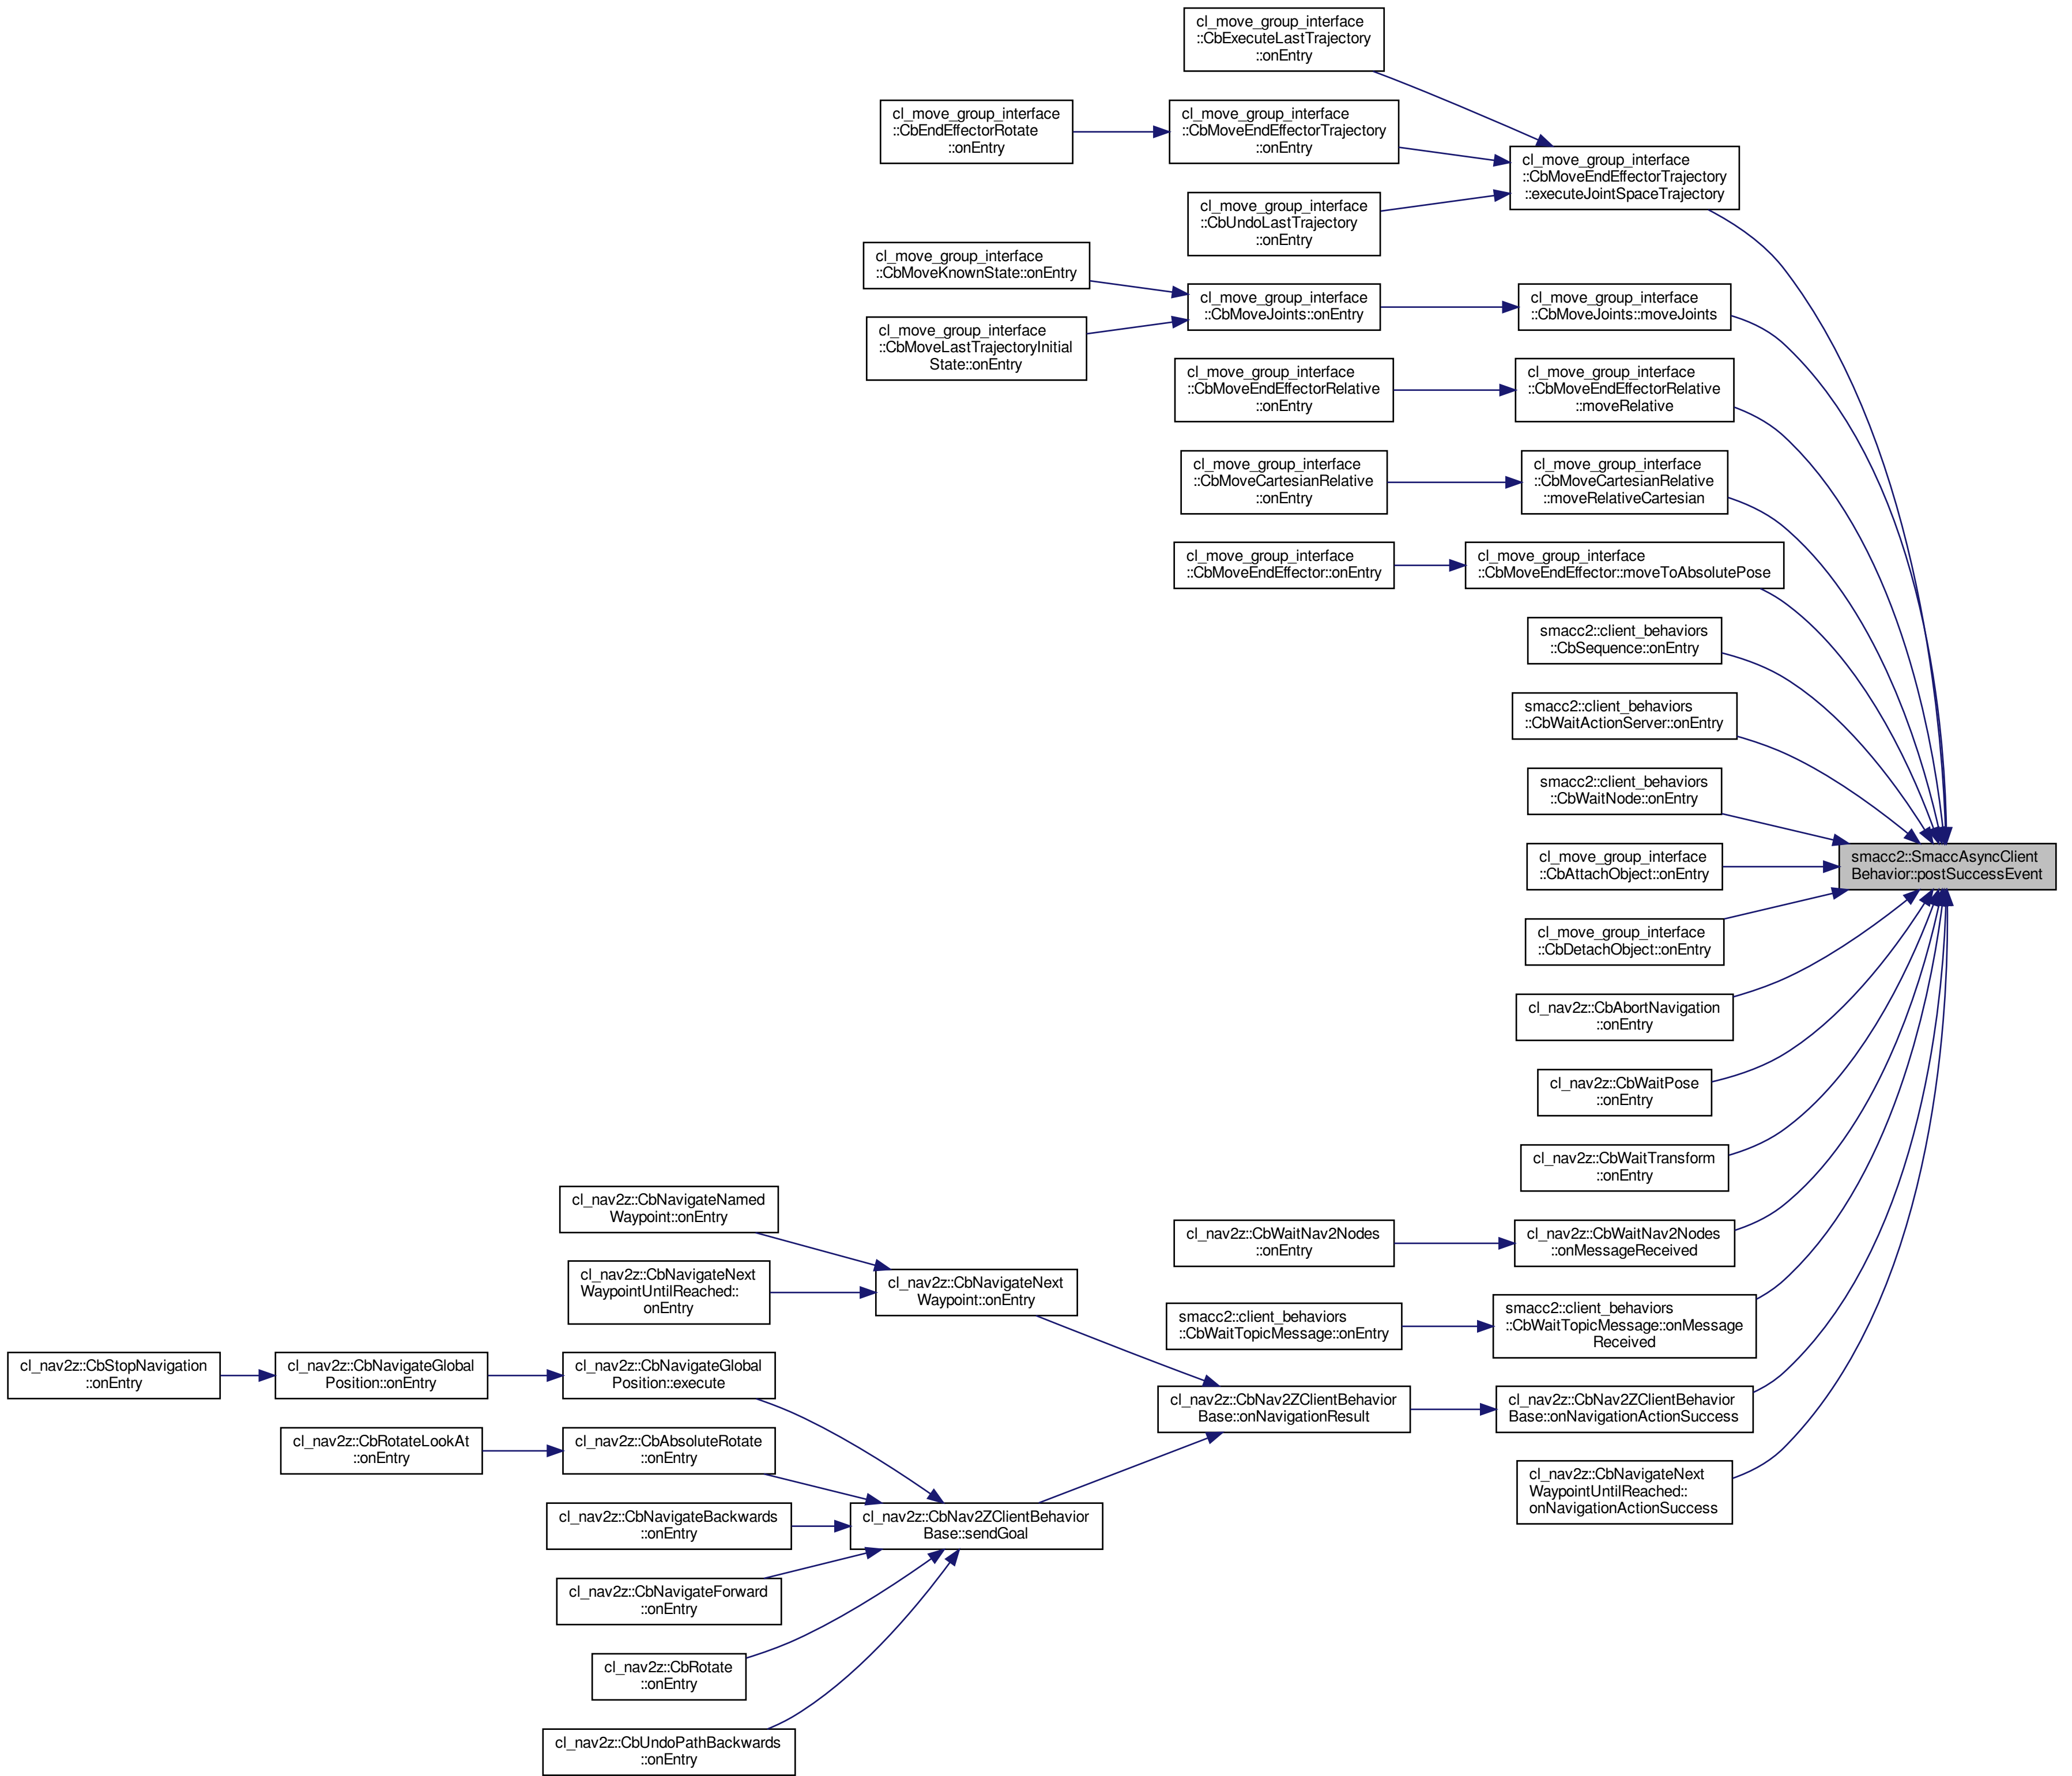 cl_move_group_interface
::CbExecuteLastTrajectory
::onEntry
cl_move_group_interface
::CbEndEffectorRotate
::onEntry
cl_move_group_interface
::CbMoveEndEffectorTrajectory
::onEntry
cl_move_group_interface
::CbMoveEndEffectorTrajectory
::executeJointSpaceTrajectory
cl_move_group_interface
::CbUndoLastTrajectory
::onEntry
cl_move_group_interface
::CbMoveKnownState::onEntry
cl_move_group_interface
::CbMoveJoints::onEntry
cl_move_group_interface
::CbMoveJoints::moveJoints
cl_move_group_interface
::CbMoveLastTrajectoryInitial
State::onEntry
cl_move_group_interface
::CbMoveEndEffectorRelative
::onEntry
cl_move_group_interface
::CbMoveEndEffectorRelative
::moveRelative
cl_move_group_interface
::CbMoveCartesianRelative
::onEntry
cl_move_group_interface
::CbMoveCartesianRelative
::moveRelativeCartesian
cl_move_group_interface
::CbMoveEndEffector::onEntry
cl_move_group_interface
::CbMoveEndEffector::moveToAbsolutePose
smacc2::client_behaviors
::CbSequence::onEntry
smacc2::client_behaviors
::CbWaitActionServer::onEntry
smacc2::client_behaviors
::CbWaitNode::onEntry
cl_move_group_interface
::CbAttachObject::onEntry
smacc2::SmaccAsyncClient
Behavior::postSuccessEvent
cl_move_group_interface
::CbDetachObject::onEntry
cl_nav2z::CbAbortNavigation
::onEntry
cl_nav2z::CbWaitPose
::onEntry
cl_nav2z::CbWaitTransform
::onEntry
cl_nav2z::CbNavigateNamed
Waypoint::onEntry
cl_nav2z::CbWaitNav2Nodes
::onEntry
cl_nav2z::CbWaitNav2Nodes
::onMessageReceived
cl_nav2z::CbNavigateNext
WaypointUntilReached::
onEntry
cl_nav2z::CbNavigateNext
Waypoint::onEntry
smacc2::client_behaviors
::CbWaitTopicMessage::onEntry
smacc2::client_behaviors
::CbWaitTopicMessage::onMessage
Received
cl_nav2z::CbStopNavigation
::onEntry
cl_nav2z::CbNavigateGlobal
Position::onEntry
cl_nav2z::CbNavigateGlobal
Position::execute
cl_nav2z::CbNav2ZClientBehavior
Base::onNavigationResult
cl_nav2z::CbNav2ZClientBehavior
Base::onNavigationActionSuccess
cl_nav2z::CbRotateLookAt
::onEntry
cl_nav2z::CbAbsoluteRotate
::onEntry
cl_nav2z::CbNavigateNext
WaypointUntilReached::
onNavigationActionSuccess
cl_nav2z::CbNavigateBackwards
::onEntry
cl_nav2z::CbNav2ZClientBehavior
Base::sendGoal
cl_nav2z::CbNavigateForward
::onEntry
cl_nav2z::CbRotate
::onEntry
cl_nav2z::CbUndoPathBackwards
::onEntry